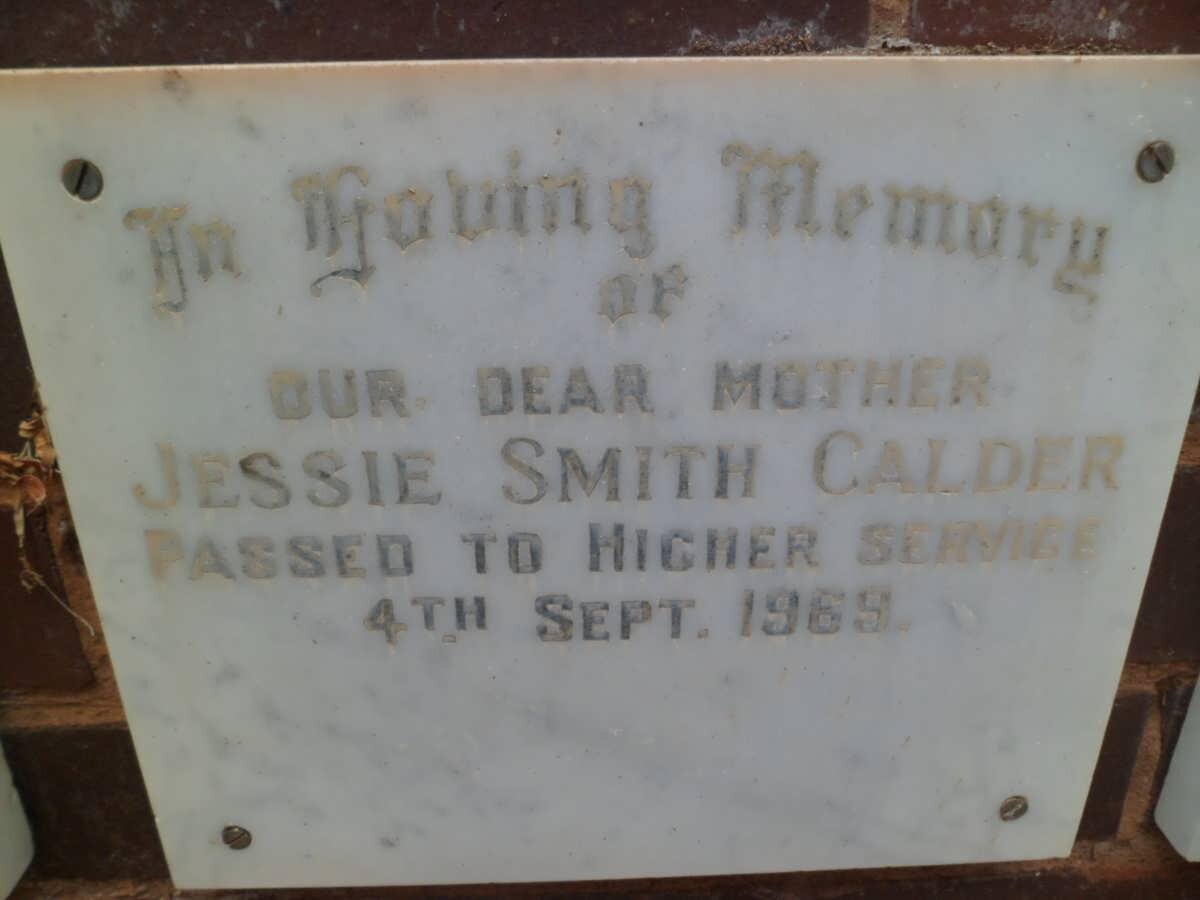 In Loving Memory
of
OUR DEAR MOTHER
JESSIE SMITH CALDER
PASSED TO HIGHER SERVICE
4TH SEPT. 1969.